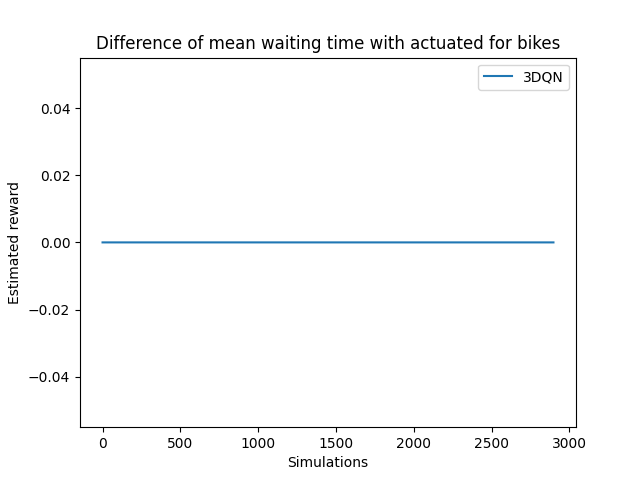 Difference of mean waiting time with actuated for bikes
3DQN
Estimated reward
0.04
0.02
0.00
−0.02
−0.04
0 500 1000 1500 2000 2500 3000
Simulations